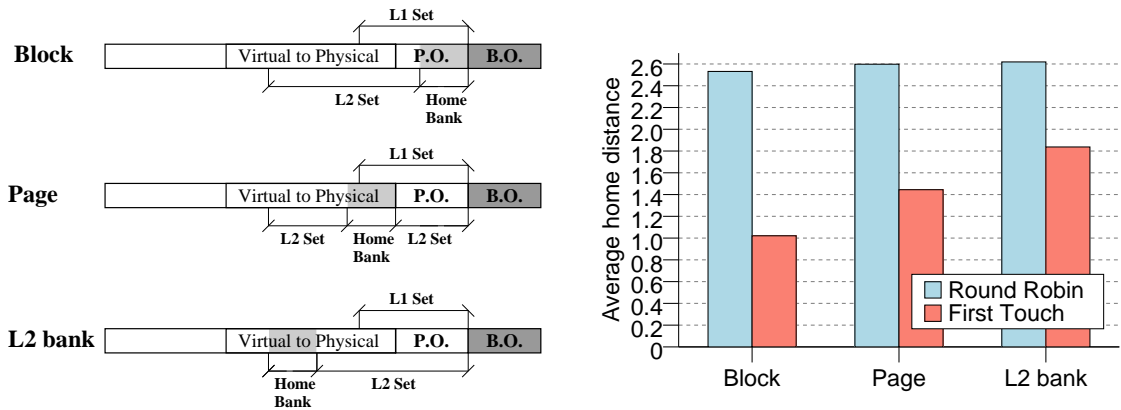 L1 Set
Block
Virtual to Physical
P.O.
B.O.
L2 Set
Home
Bank
L1 Set
Page
Virtual to Physical
P.O.
B.O.
L2 Set
Home
Bank
L2 Set
L1 Set
L2 bank
Virtual to Physical
P.O.
B.O.
Home
Bank
L2 Set
Average home distance
2.6
2.4
2.2
2.0
1.8
1.6
1.4
1.2
1.0
0.8
0.6
0.4
0.2
0
Round Robin
First Touch
Block
Page
L2 bank